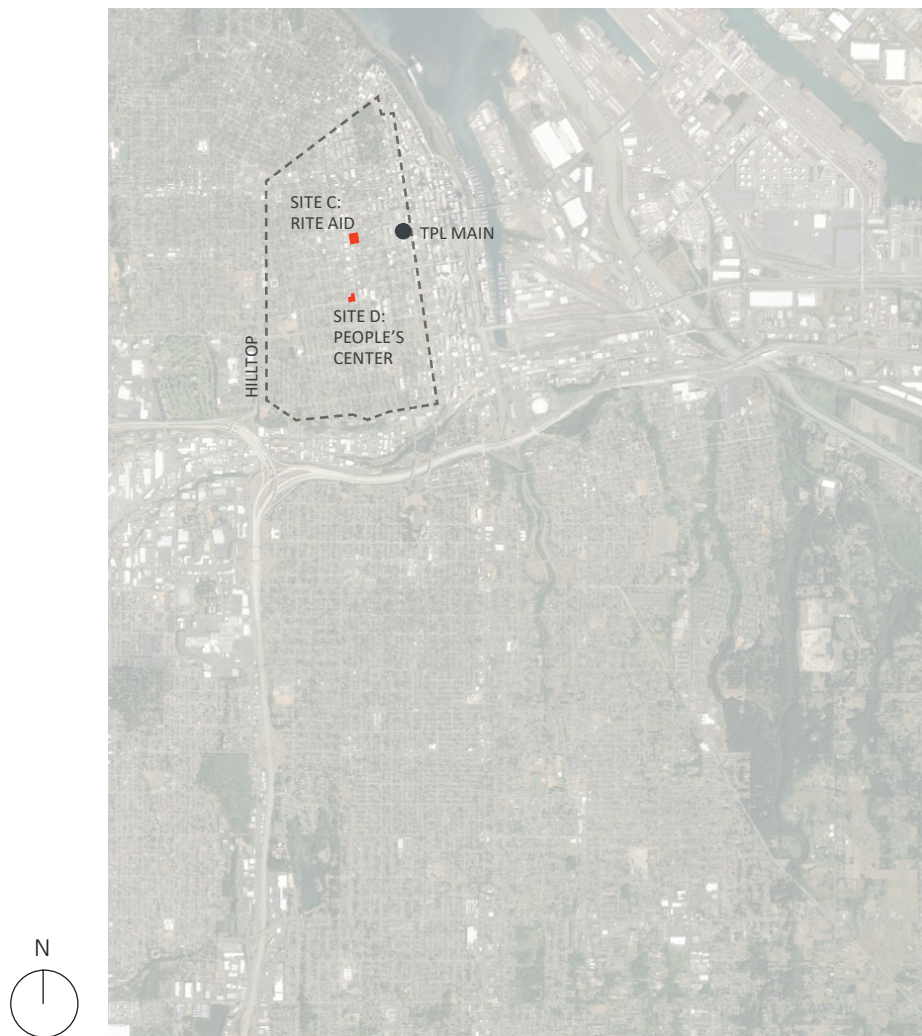 SITE C:
RITE AID
TPL MAIN
SITE D:
PEOPLE'S
CENTER
HILLTOP
N